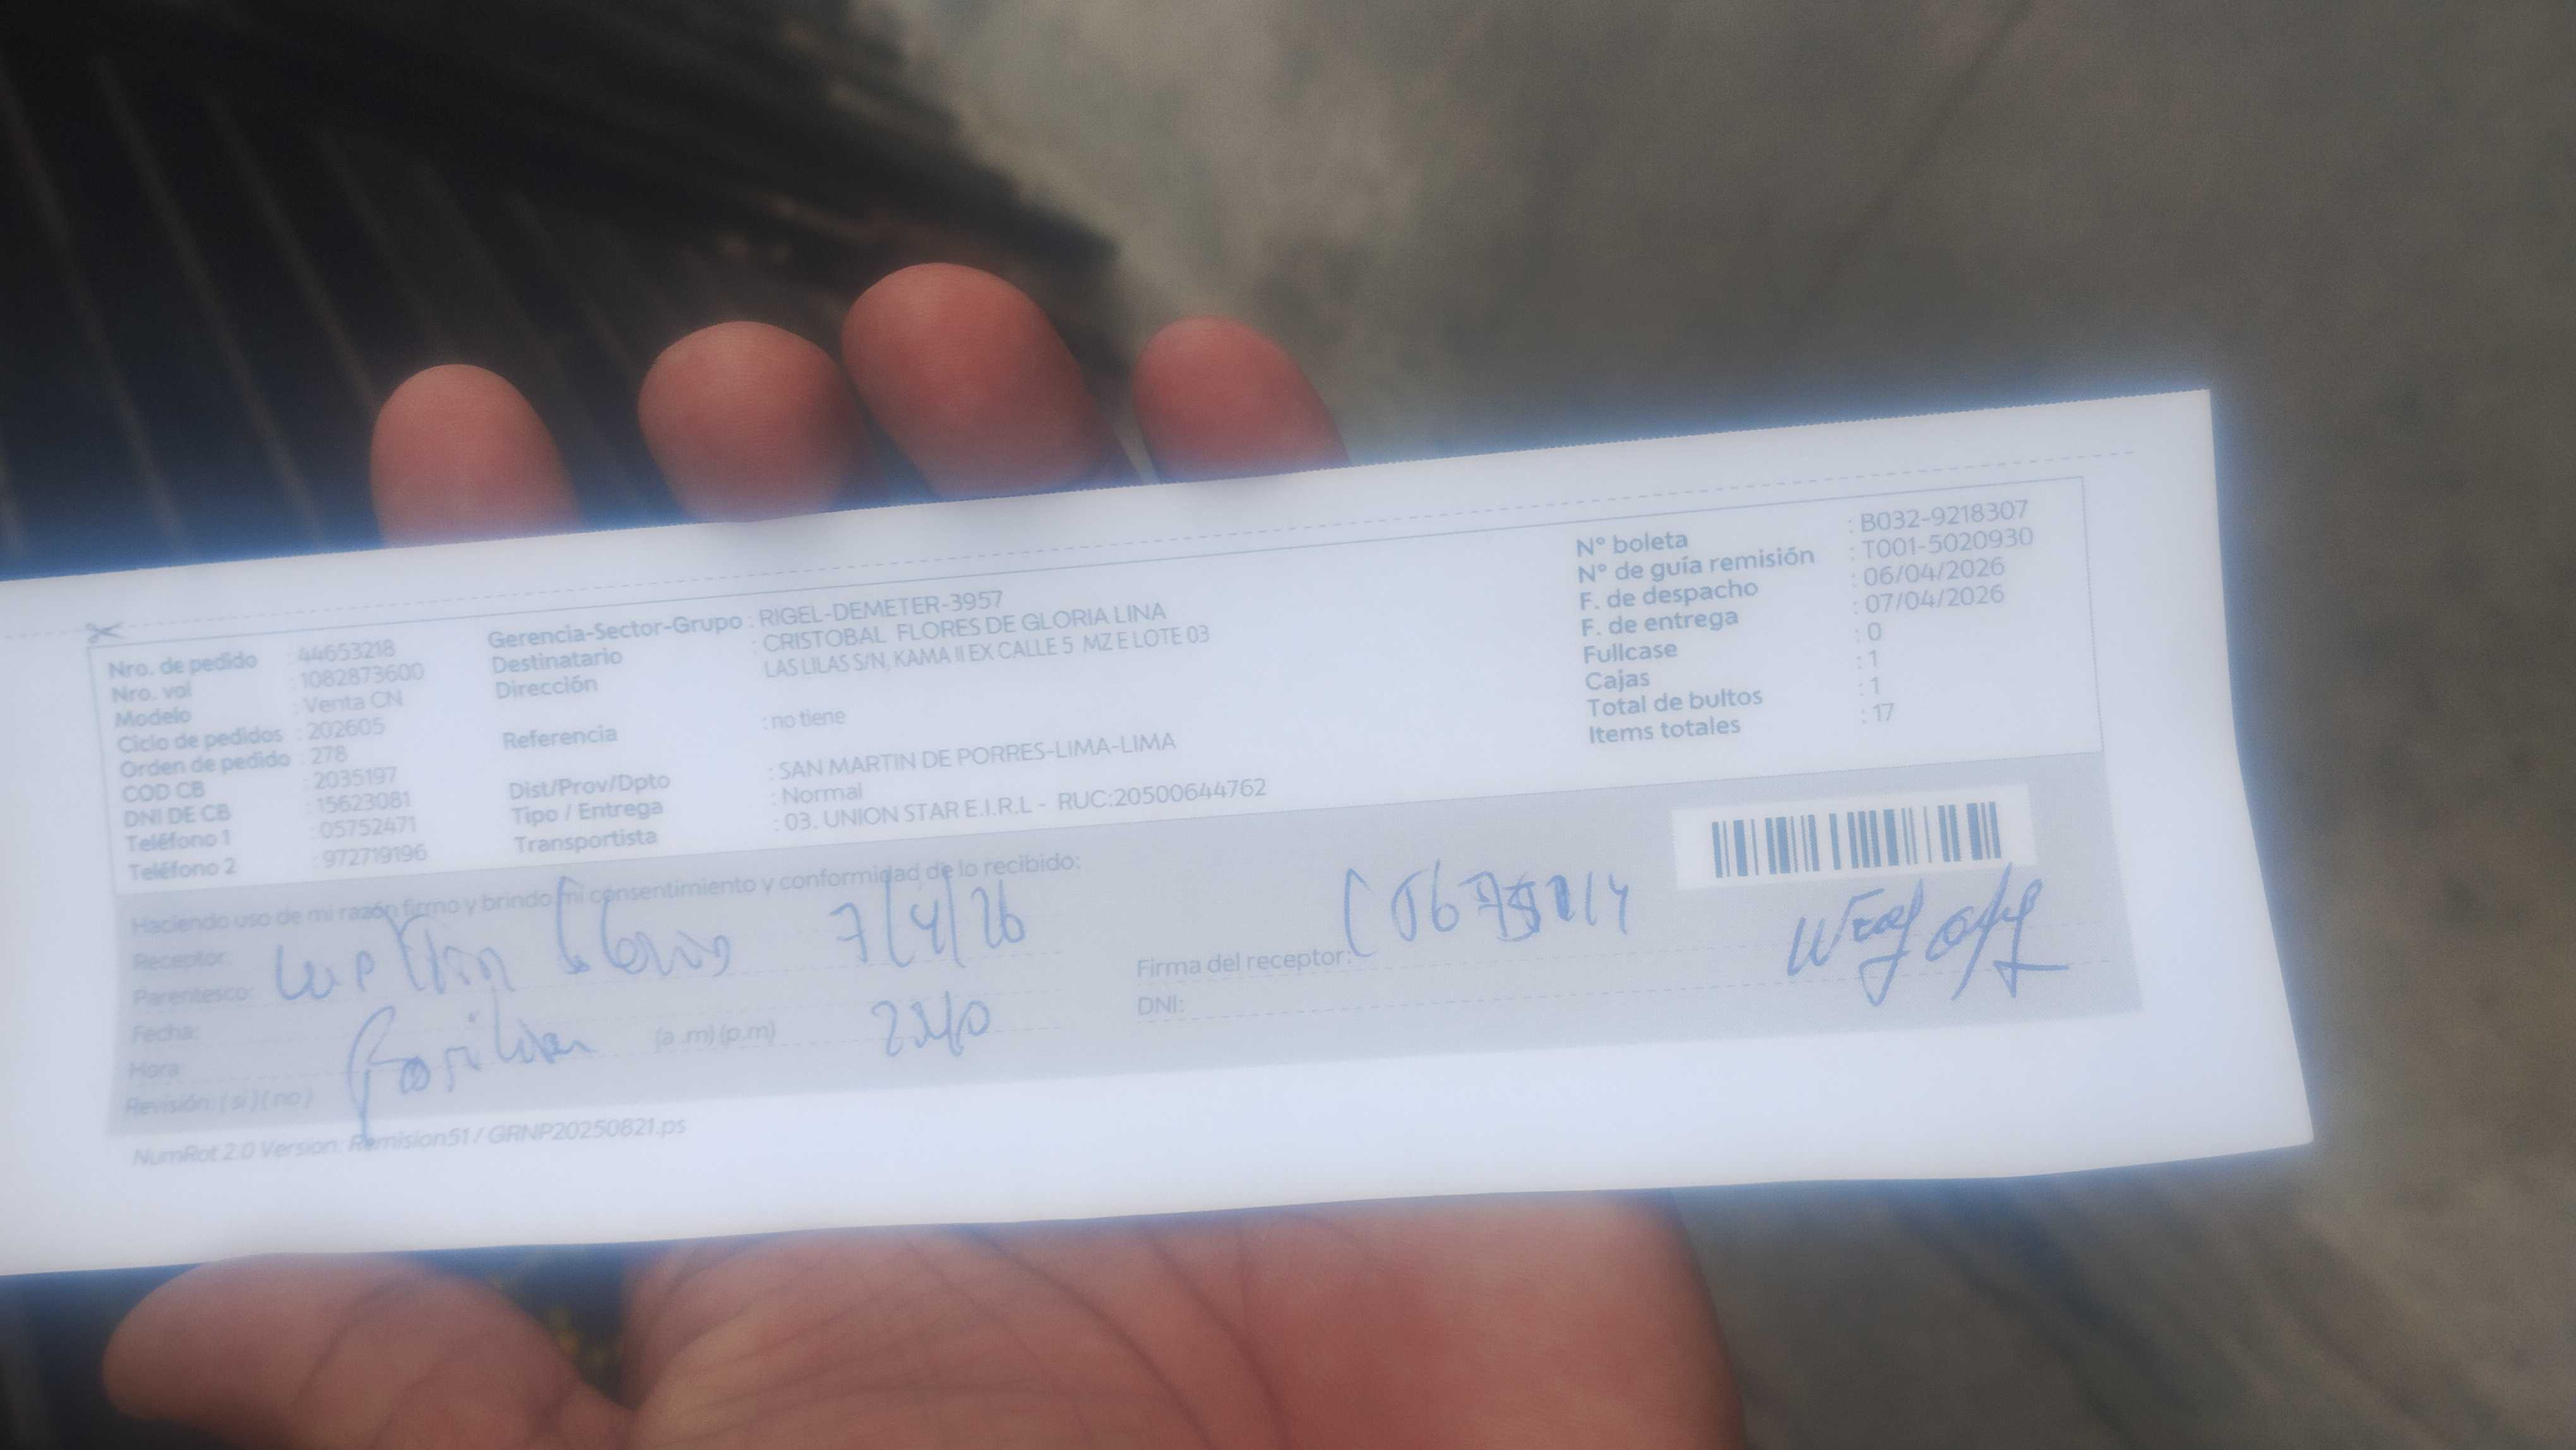 Nro. de pedido : 44653218
Nro. vol : 1082873600
Modelo : Venta CN
Ciclo de pedidos : 202605
Orden de pedido : 278
COD CB : 2035197
DNI DE CB : 15623081
Teléfono 1 : 05752471
Teléfono 2 : 972719196
Gerencia-Sector-Grupo : RIGEL-DEMETER-3957
Destinatario : CRISTOBAL FLORES DE GLORIA LINA
Dirección LAS LILAS S/N, KAMA II EX CALLE 5 MZ E LOTE 03
Referencia : no tiene
Dist/Prov/Dpto : SAN MARTIN DE PORRES-LIMA-LIMA
Tipo / Entrega : Normal
Transportista : 03. UNION STAR E.I.R.L - RUC:20500644762
N° boleta : B032-9218307
N° de guía remisión : T001-5020930
F. de despacho : 06/04/2026
F. de entrega : 07/04/2026
Fullcase : 0
Cajas : 1
Total de bultos : 1
Items totales : 17
Haciendo uso de mi razón firmo y brindo mi consentimiento y conformidad de lo recibido:
Receptor: 7/4/26
Parentesco:
Fecha:
Hora: (a .m) (p.m)
Revisión: ( si ) ( no )
Firma del receptor:
DNI:
NumRot 2.0 Version: Remision51 / GRNP20250821.ps